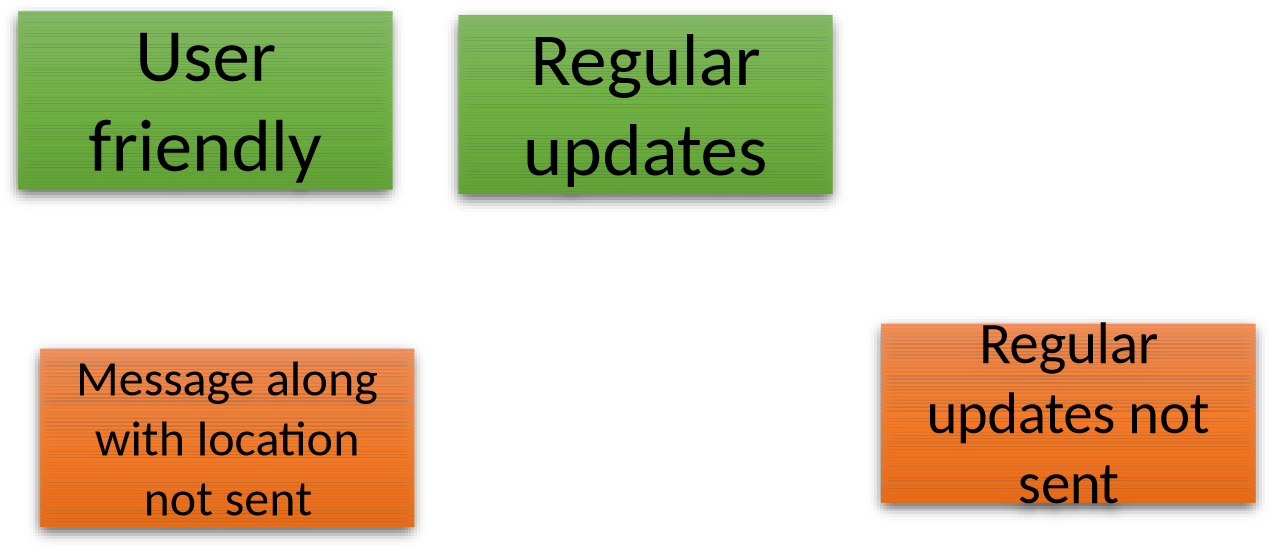 User
friendly
Regular
updates
Message along
with location
not sent
Regular
updates not
sent